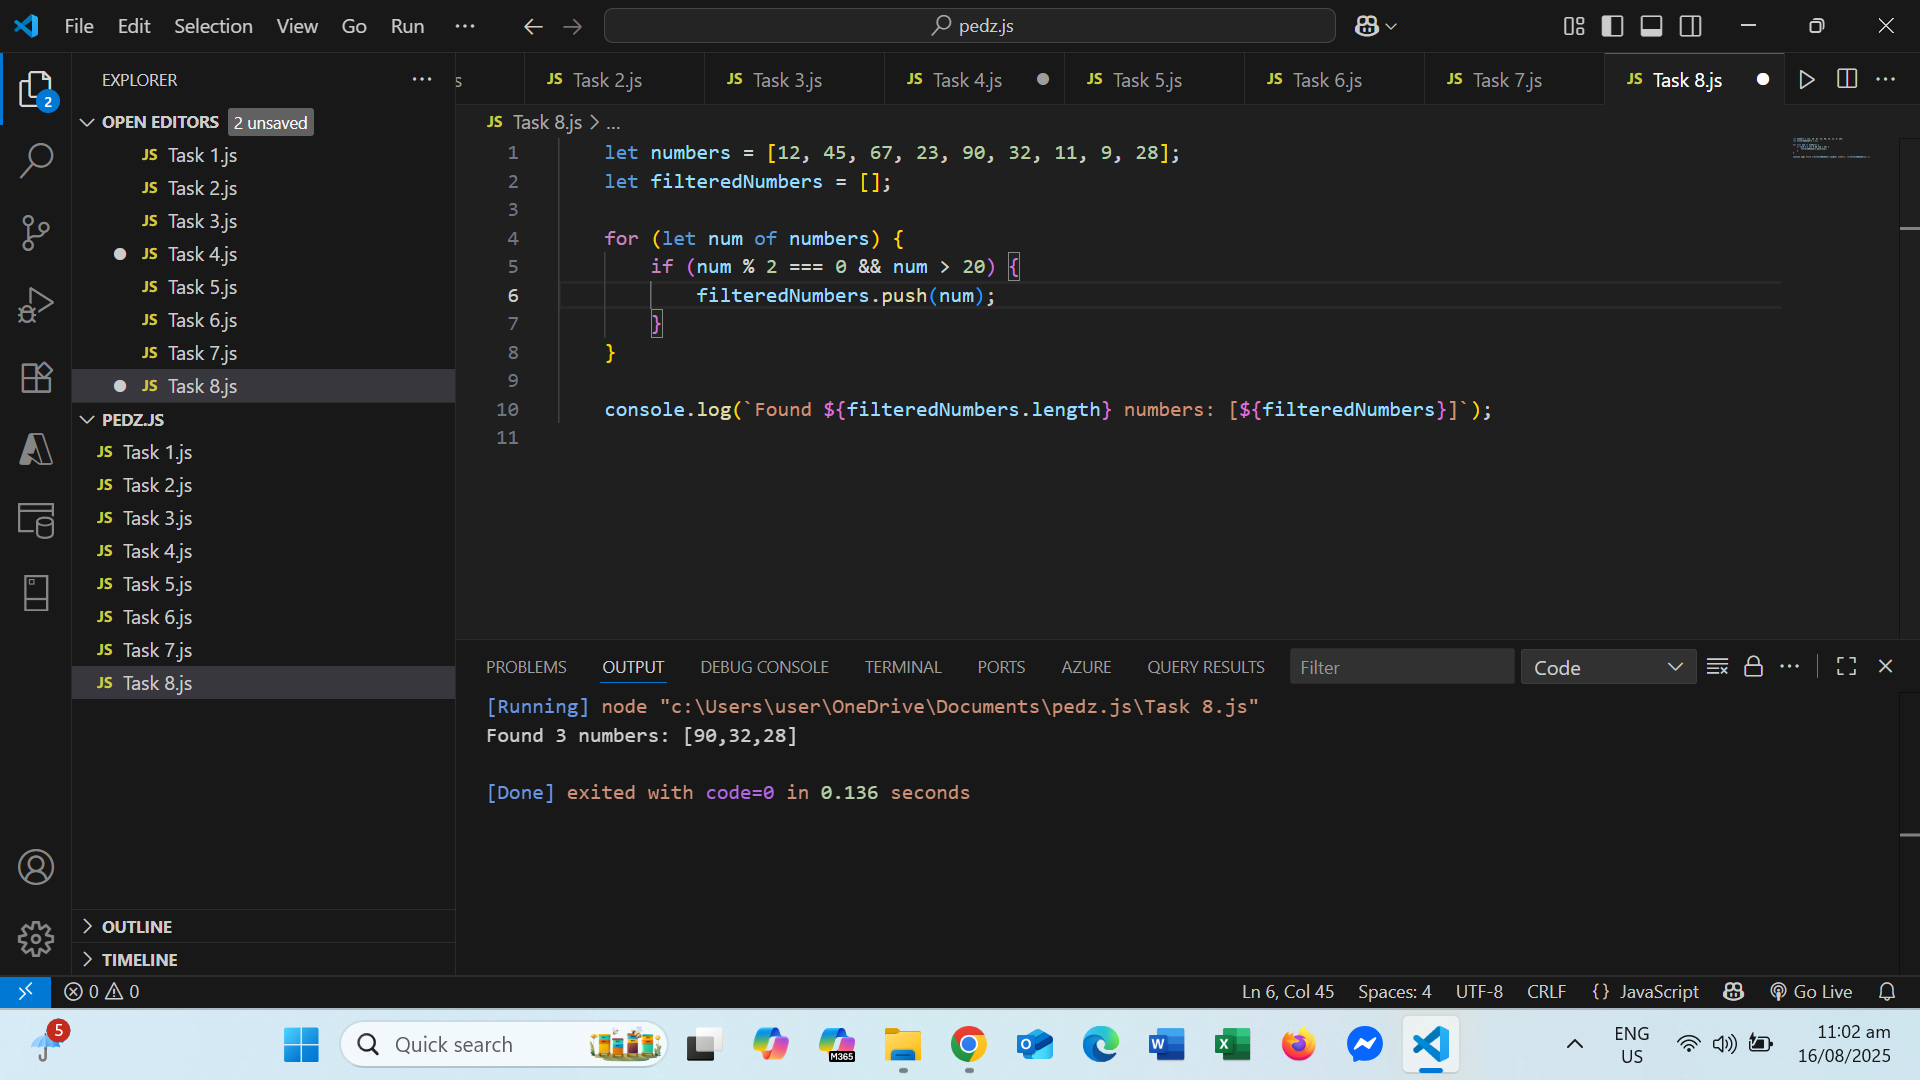 File Edit Selection View Go Run ···
pedz.js
EXPLORER ···
2
s
JS Task 2.js
JS Task 3.js
JS Task 4.js
JS Task 5.js
JS Task 6.js
JS Task 7.js
JS Task 8.js
OPEN EDITORS 2 unsaved
JS Task 1.js
JS Task 2.js
JS Task 3.js
JS Task 4.js
JS Task 5.js
JS Task 6.js
JS Task 7.js
JS Task 8.js
PEDZ.JS
JS Task 1.js
JS Task 2.js
JS Task 3.js
JS Task 4.js
JS Task 5.js
JS Task 6.js
JS Task 7.js
JS Task 8.js
OUTLINE
TIMELINE
JS Task 8.js > ...
1 let numbers = [12, 45, 67, 23, 90, 32, 11, 9, 28];
2 let filteredNumbers = [];
3
4 for (let num of numbers) {
5 if (num % 2 === 0 && num > 20) {
6 filteredNumbers.push(num);
7 }
8 }
9
10 console.log(`Found ${filteredNumbers.length} numbers: [${filteredNumbers}]`);
11
PROBLEMS OUTPUT DEBUG CONSOLE TERMINAL PORTS AZURE QUERY RESULTS Filter Code
[Running] node "c:\Users\user\OneDrive\Documents\pedz.js\Task 8.js"
Found 3 numbers: [90,32,28]
[Done] exited with code=0 in 0.136 seconds
0 0 Ln 6, Col 45 Spaces: 4 UTF-8 CRLF {} JavaScript Go Live
5
Quick search
M365
ENG
US
11:02 am
16/08/2025